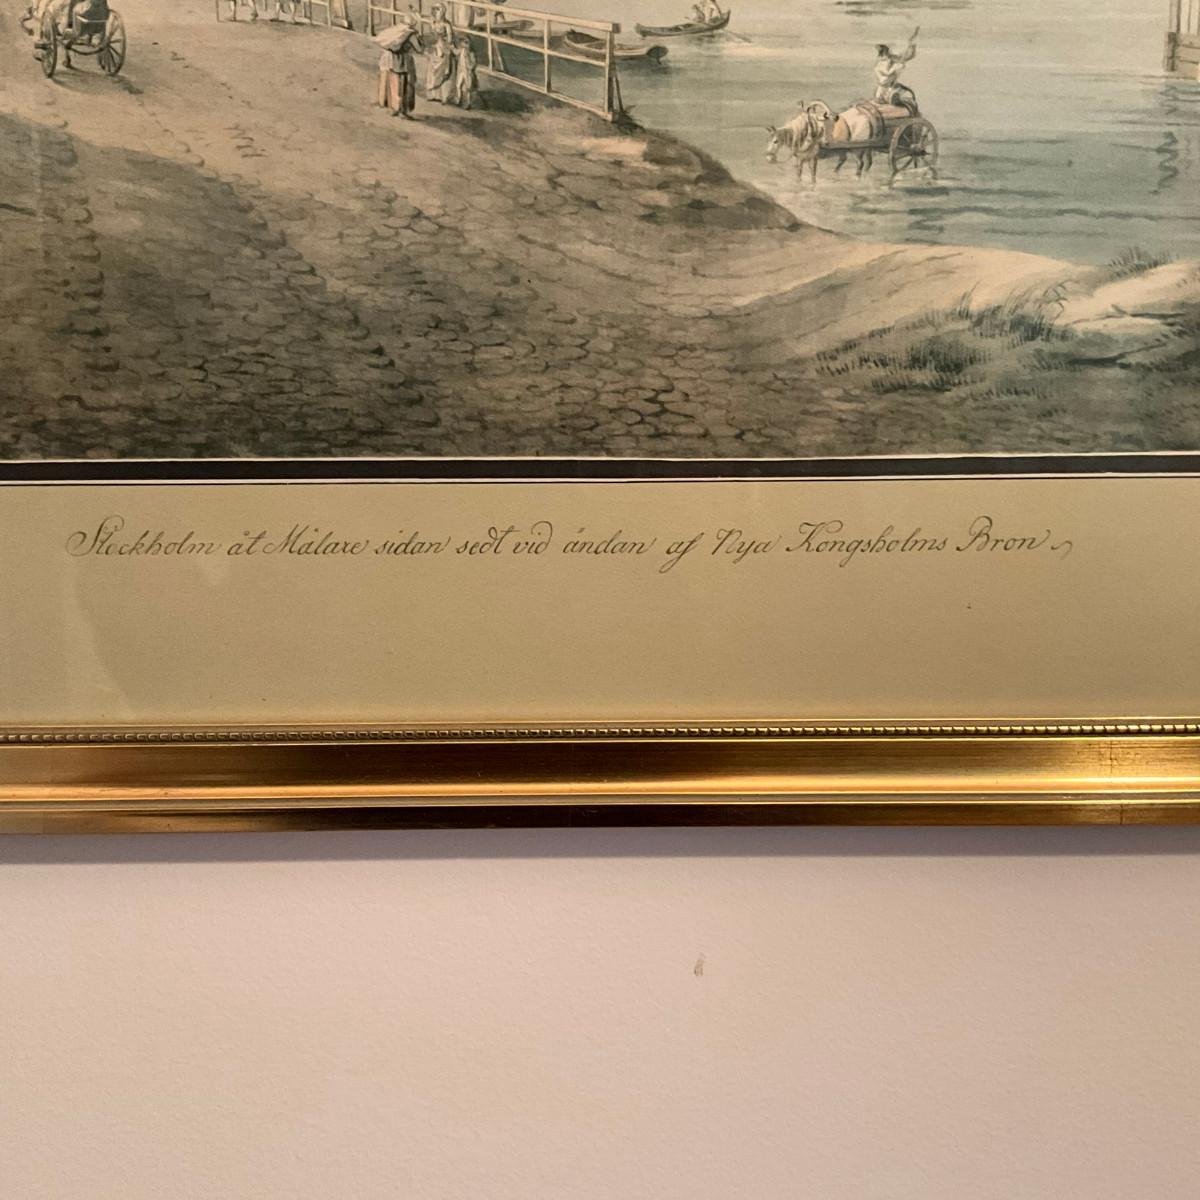 Stockholm åt Mälare sidan sedt vid ändan af Nya Kongsholms Bron